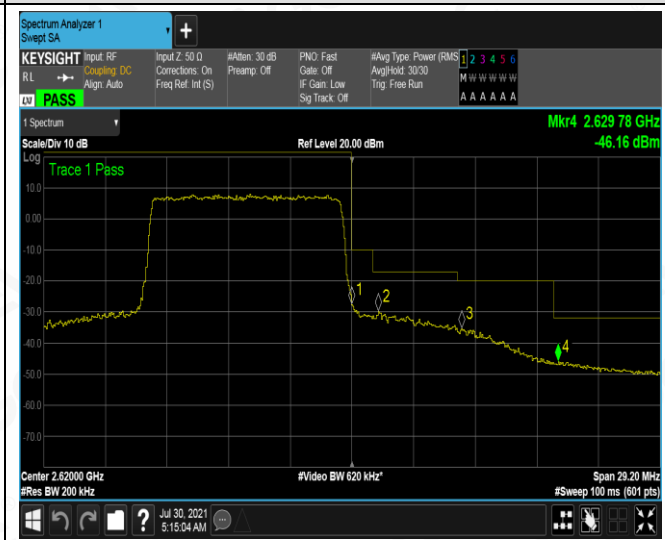 Spectrum Analyzer 1
Swept SA
KEYSIGHT Input: RF Input Z: 50 Ω #Atten: 30 dB PNO: Fast #Avg Type: Power (RMS 1 2 3 4 5 6
RL Coupling: DC Corrections: On Preamp: Off Gate: Off Avg|Hold: 30/30 M W W W W W
Align: Auto Freq Ref: Int (S) IF Gain: Low Trig: Free Run
LXI PASS Sig Track: Off A A A A A A
1 Spectrum Mkr4 2.629 78 GHz
Scale/Div 10 dB Ref Level 20.00 dBm -46.16 dBm
Log
Trace 1 Pass
10.0
0.00
-10.0
-20.0
1
2
-30.0
3
-40.0
4
-50.0
-60.0
-70.0
Center 2.62000 GHz #Video BW 620 kHz* Span 29.20 MHz
#Res BW 200 kHz #Sweep 100 ms (601 pts)
? Jul 30, 2021
5:15:04 AM